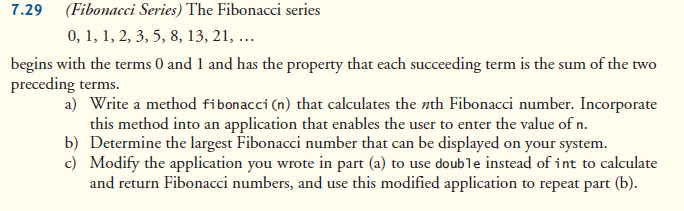 7.29 (Fibonacci Series) The Fibonacci series
0, 1, 1, 2, 3, 5, 8, 13, 21, …
begins with the terms 0 and 1 and has the property that each succeeding term is the sum of the two
preceding terms.
a) Write a method fibonacci(n) that calculates the nth Fibonacci number. Incorporate
this method into an application that enables the user to enter the value of n.
b) Determine the largest Fibonacci number that can be displayed on your system.
c) Modify the application you wrote in part (a) to use double instead of int to calculate
and return Fibonacci numbers, and use this modified application to repeat part (b).